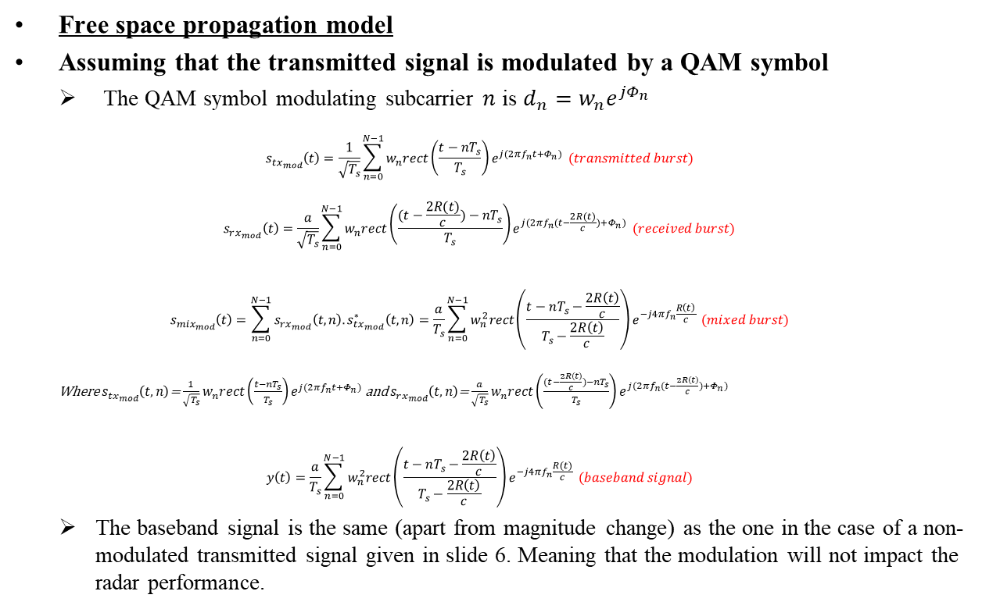 • Free space propagation model
• Assuming that the transmitted signal is modulated by a QAM symbol
➢ The QAM symbol modulating subcarrier $n$ is $d_n = w_n e^{j\Phi_n}$
$s_{tx_{mod}}(t) = \frac{1}{\sqrt{T_s}} \sum_{n=0}^{N-1} w_n rect\left(\frac{t-nT_s}{T_s}\right) e^{j(2\pi f_n t+\Phi_n)}$ (transmitted burst)
$s_{rx_{mod}}(t) = \frac{a}{\sqrt{T_s}} \sum_{n=0}^{N-1} w_n rect\left(\frac{(t-\frac{2R(t)}{c})-nT_s}{T_s}\right) e^{j(2\pi f_n(t-\frac{2R(t)}{c})+\Phi_n)}$ (received burst)
$s_{mix_{mod}}(t) = \sum_{n=0}^{N-1} s_{rx_{mod}}(t,n).s^*_{tx_{mod}}(t,n) = \frac{a}{T_s} \sum_{n=0}^{N-1} w_n^2 rect\left(\frac{t-nT_s-\frac{2R(t)}{c}}{T_s-\frac{2R(t)}{c}}\right) e^{-j4\pi f_n\frac{R(t)}{c}}$ (mixed burst)
Where$s_{tx_{mod}}(t,n) = \frac{1}{\sqrt{T_s}} w_n rect\left(\frac{t-nT_s}{T_s}\right) e^{j(2\pi f_n t+\Phi_n)}$ and$s_{rx_{mod}}(t,n) = \frac{a}{\sqrt{T_s}} w_n rect\left(\frac{(t-\frac{2R(t)}{c})-nT_s}{T_s}\right) e^{j(2\pi f_n(t-\frac{2R(t)}{c})+\Phi_n)}$
$y(t) = \frac{a}{T_s} \sum_{n=0}^{N-1} w_n^2 rect\left(\frac{t-nT_s-\frac{2R(t)}{c}}{T_s-\frac{2R(t)}{c}}\right) e^{-j4\pi f_n\frac{R(t)}{c}}$ (baseband signal)
➢ The baseband signal is the same (apart from magnitude change) as the one in the case of a non-
modulated transmitted signal given in slide 6. Meaning that the modulation will not impact the
radar performance.